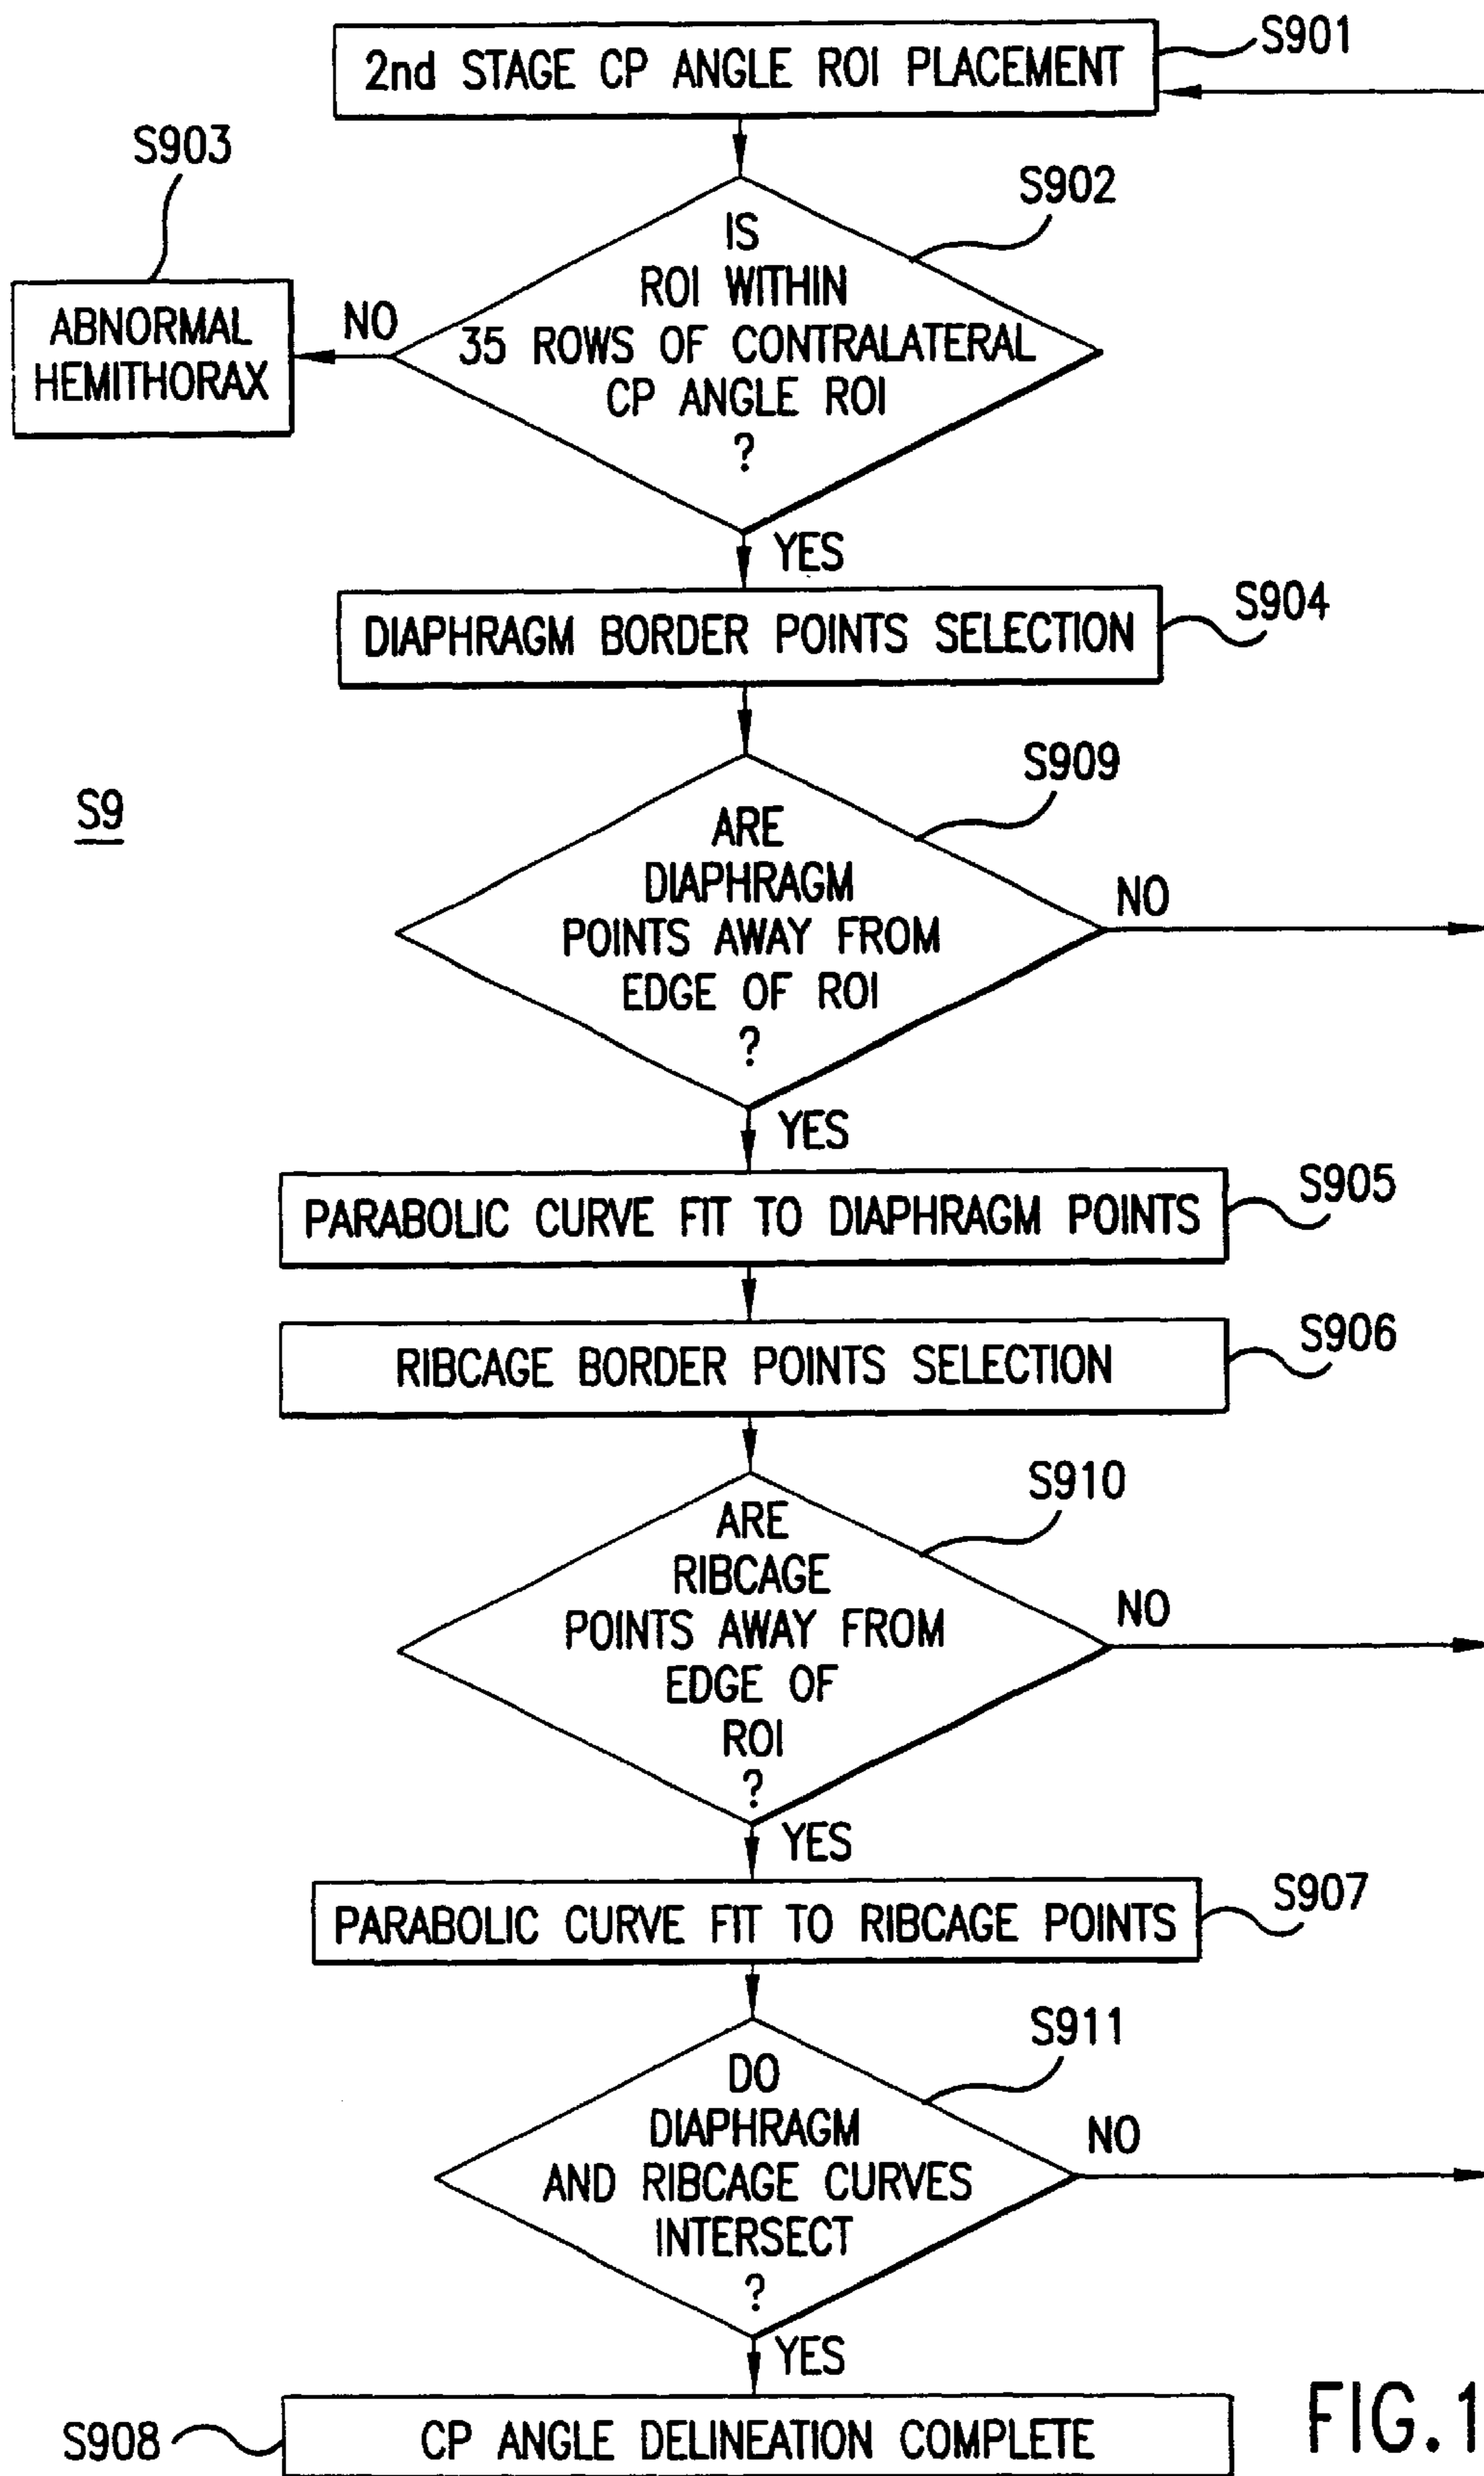 2nd STAGE CP ANGLE ROI PLACEMENT
S901
S903
S902
IS
ROI WITHIN
35 ROWS OF CONTRALATERAL
CP ANGLE ROI
?
NO
ABNORMAL
HEMITHORAX
YES
DIAPHRAGM BORDER POINTS SELECTION
S904
S909
S9
ARE
DIAPHRAGM
POINTS AWAY FROM
EDGE OF ROI
?
NO
YES
PARABOLIC CURVE FIT TO DIAPHRAGM POINTS
S905
RIBCAGE BORDER POINTS SELECTION
S906
S910
ARE
RIBCAGE
POINTS AWAY FROM
EDGE OF
ROI
?
NO
YES
PARABOLIC CURVE FIT TO RIBCAGE POINTS
S907
S911
DO
DIAPHRAGM
AND RIBCAGE CURVES
INTERSECT
?
NO
YES
S908
CP ANGLE DELINEATION COMPLETE
FIG.1